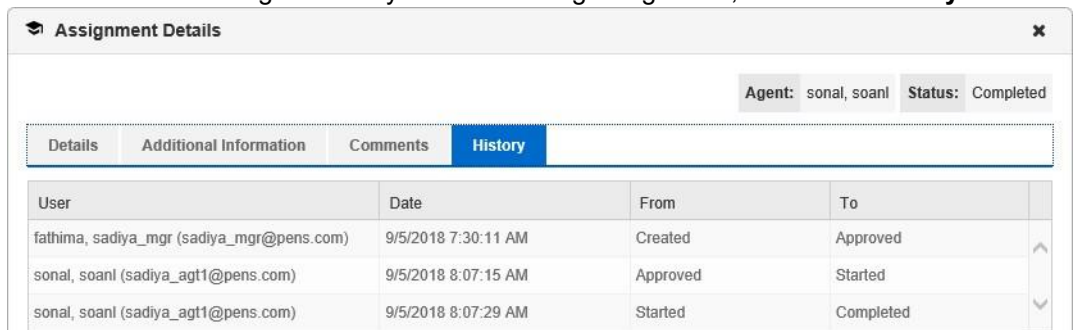 Assignment Details
Agent: sonal, soanl Status: Completed
Details Additional Information Comments History
User Date From To
fathima, sadiya_mgr (sadiya_mgr@pens.com) 9/5/2018 7:30:11 AM Created Approved
sonal, soanl (sadiya_agt1@pens.com) 9/5/2018 8:07:15 AM Approved Started
sonal, soanl (sadiya_agt1@pens.com) 9/5/2018 8:07:29 AM Started Completed